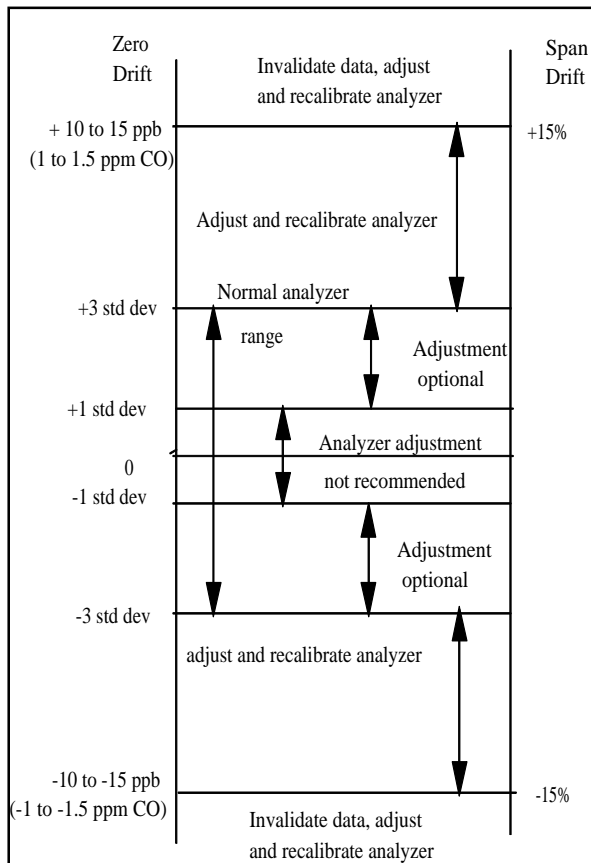 Zero
Drift
Invalidate data, adjust
and recalibrate analyzer
Span
Drift
+ 10 to 15 ppb
(1 to 1.5 ppm CO)
+15%
Adjust and recalibrate analyzer
Normal analyzer
range
+3 std dev
Adjustment
optional
+1 std dev
Analyzer adjustment
0
not recommended
-1 std dev
Adjustment
optional
-3 std dev
adjust and recalibrate analyzer
-10 to -15 ppb
(-1 to -1.5 ppm CO)
-15%
Invalidate data, adjust
and recalibrate analyzer